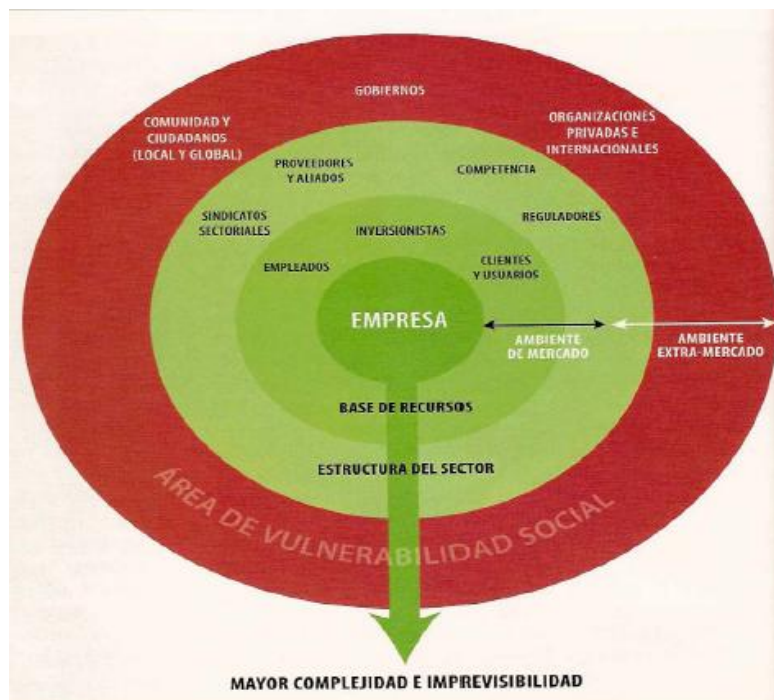 GOBIERNOS
COMUNIDAD Y
CIUDADANOS
(LOCAL Y GLOBAL)
ORGANIZACIONES
PRIVADAS E
INTERNACIONALES
PROVEEDORES
Y ALIADOS
COMPETENCIA
SINDICATOS
SECTORIALES
REGULADORES
INVERSIONISTAS
EMPLEADOS
CLIENTES
Y USUARIOS
EMPRESA
AMBIENTE
DE MERCADO
AMBIENTE
EXTRA-MERCADO
BASE DE RECURSOS
ESTRUCTURA DEL SECTOR
ÁREA DE VULNERABILIDAD SOCIAL
MAYOR COMPLEJIDAD E IMPREVISIBILIDAD